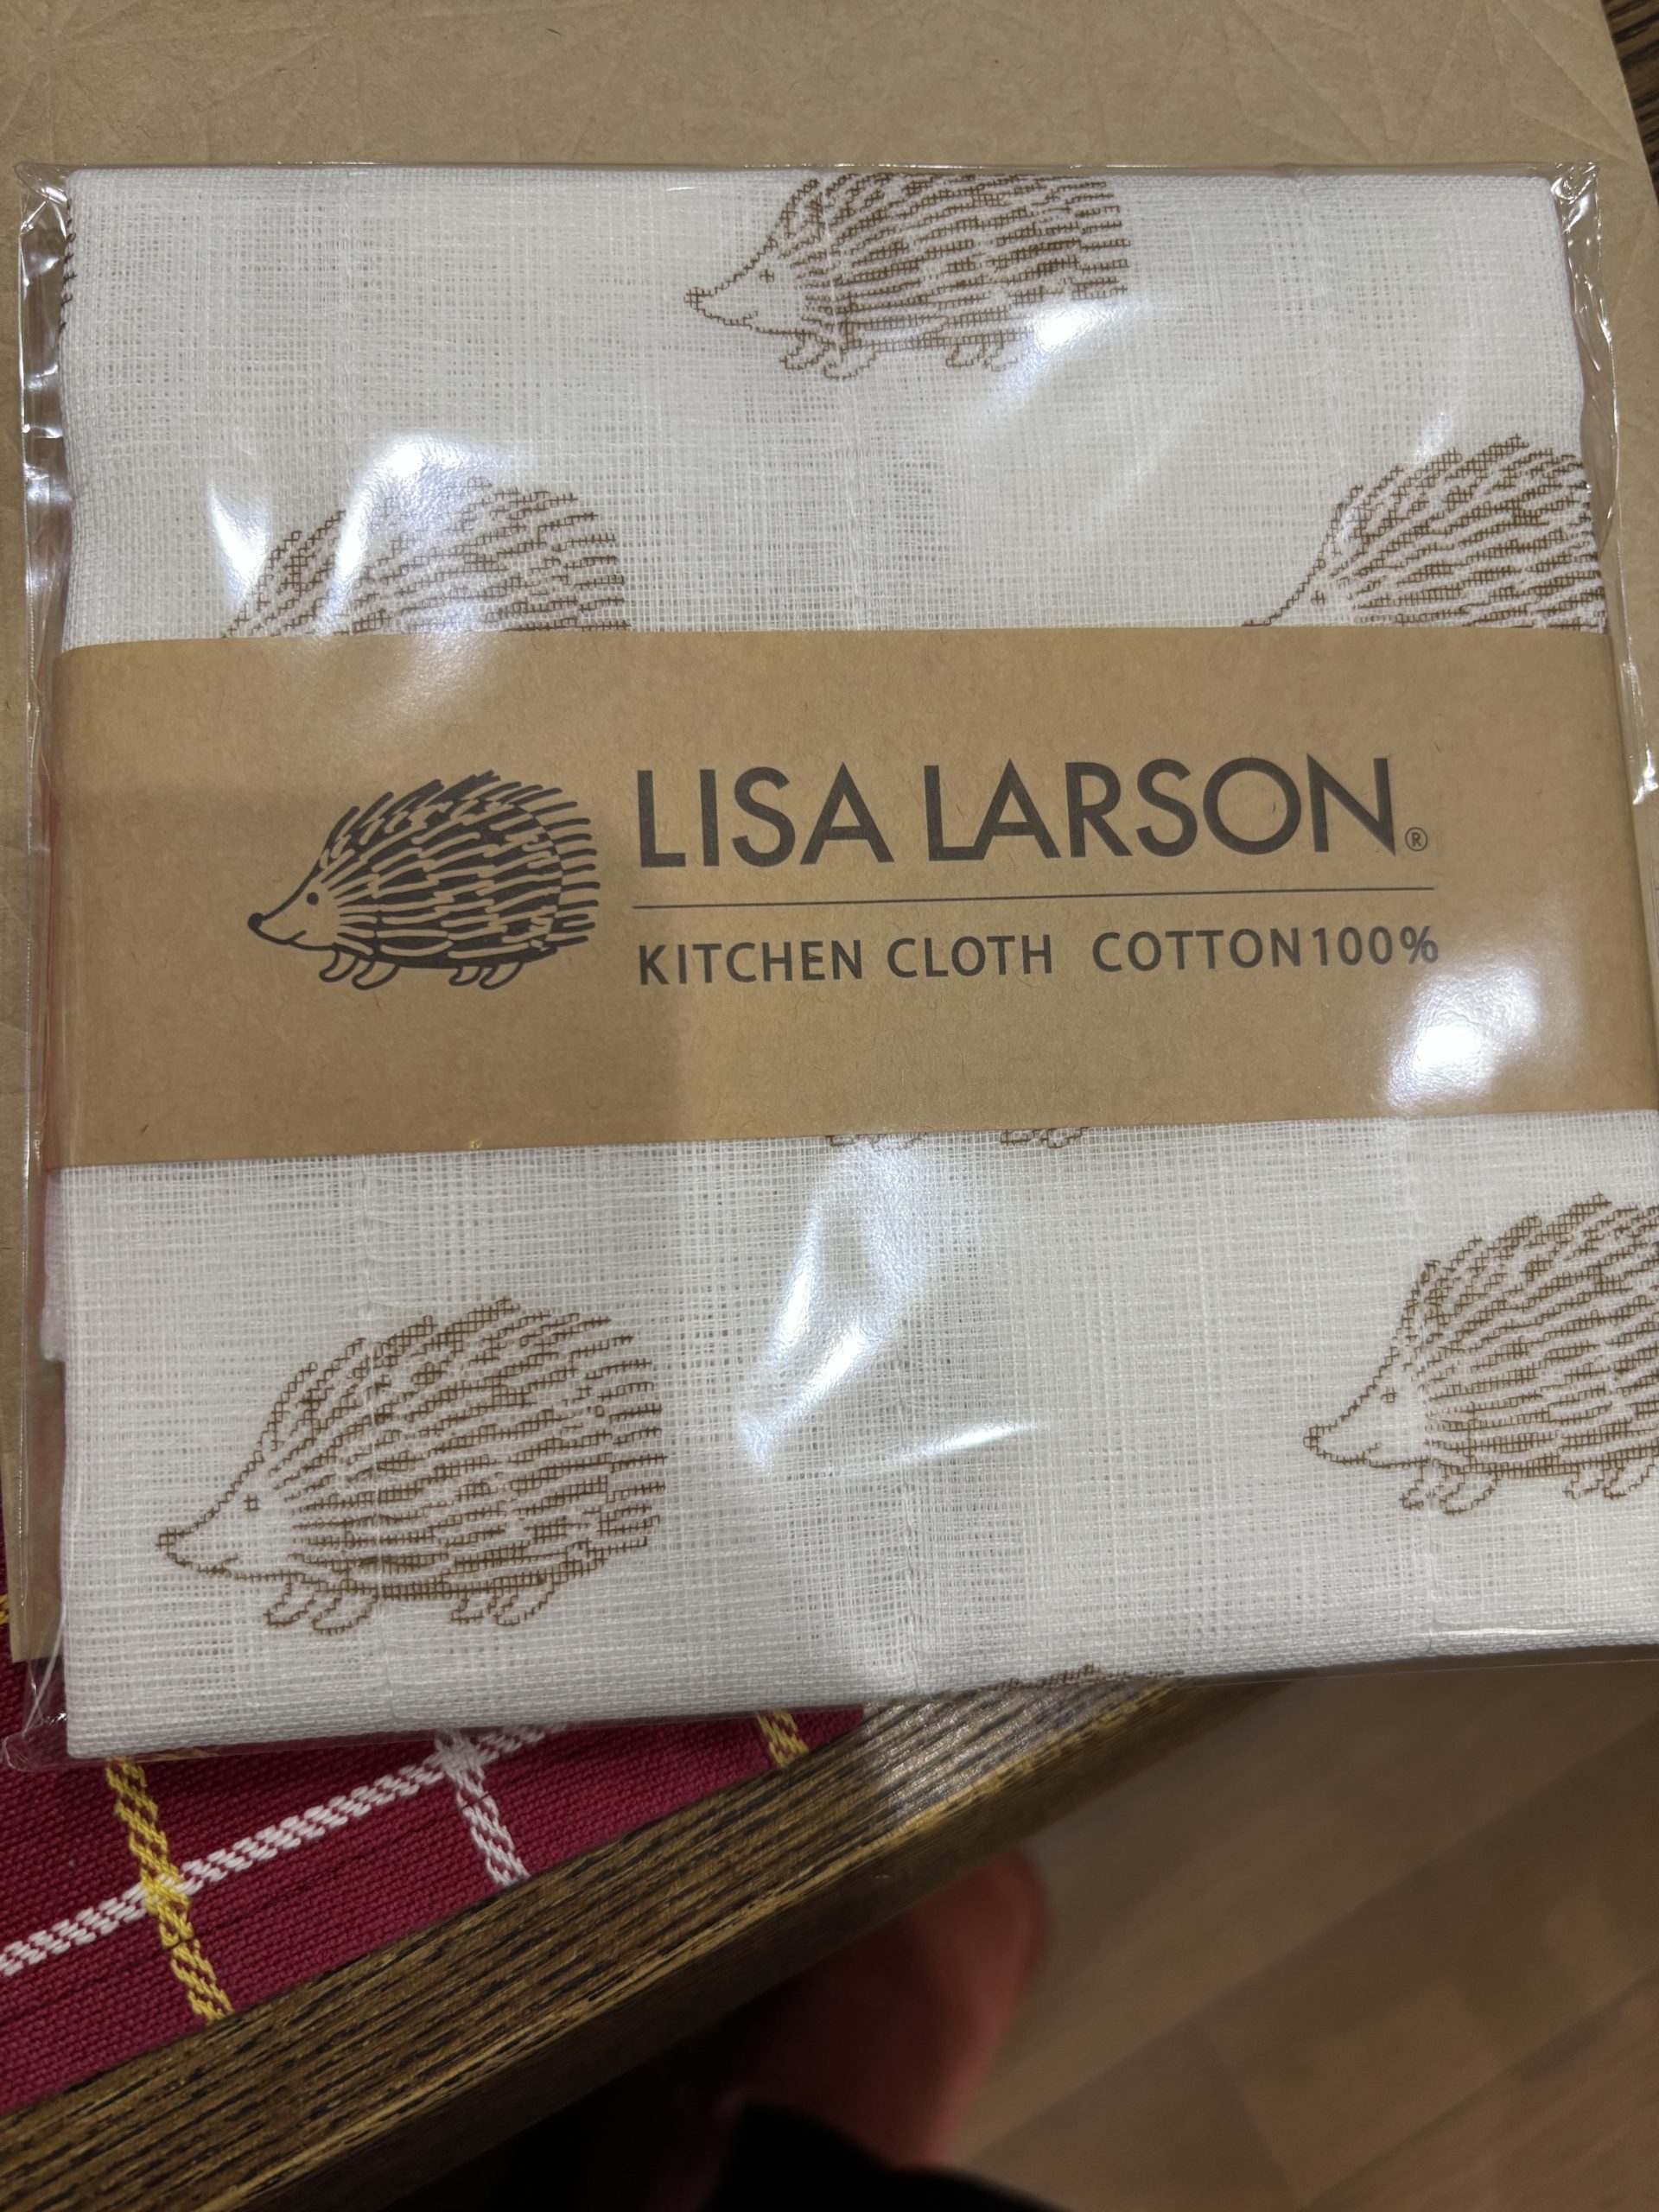 LISA LARSON®
KITCHEN CLOTH COTTON100%